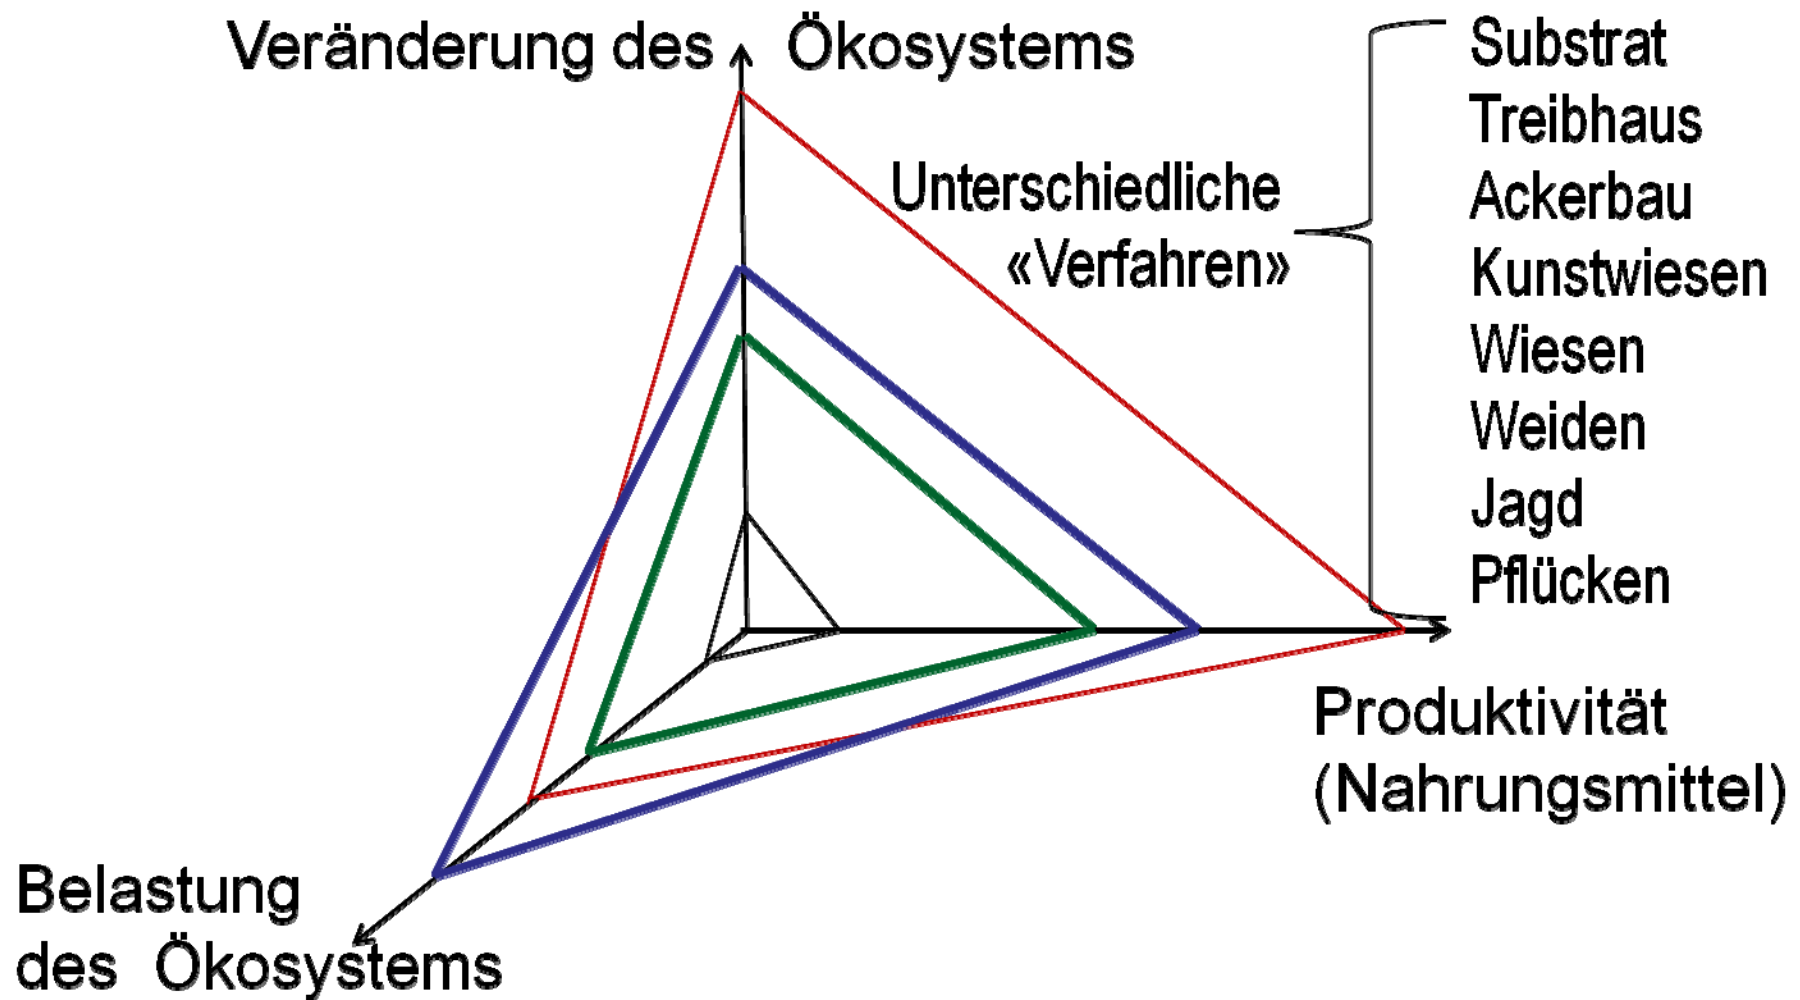 Veränderung des Ökosystems
Unterschiedliche
«Verfahren»
Substrat
Treibhaus
Ackerbau
Kunstwiesen
Wiesen
Weiden
Jagd
Pflücken
Produktivität
(Nahrungsmittel)
Belastung
des Ökosystems